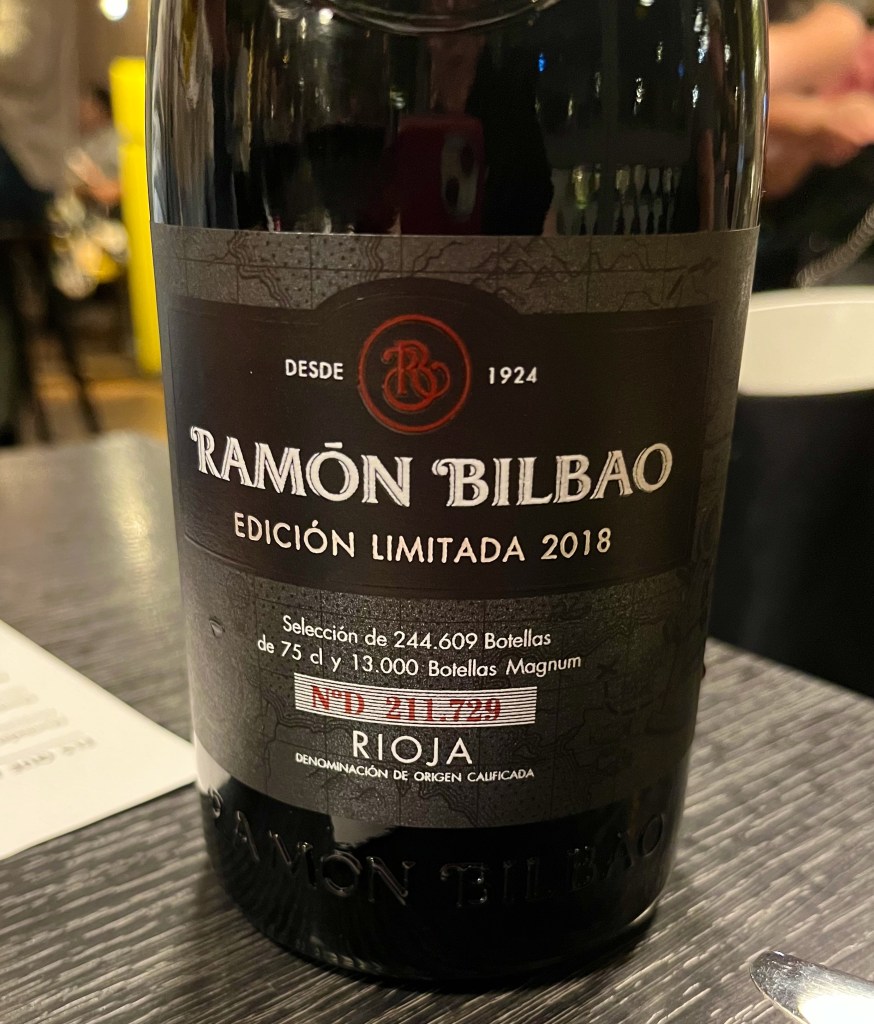 DESDE RB 1924
RAMÓN BILBAO
EDICIÓN LIMITADA 2018
Selección de 244.609 Botellas
de 75 cl y 13.000 Botellas Magnum
NºD 211.729
RIOJA
DENOMINACIÓN DE ORIGEN CALIFICADA
RAMÓN BILBAO